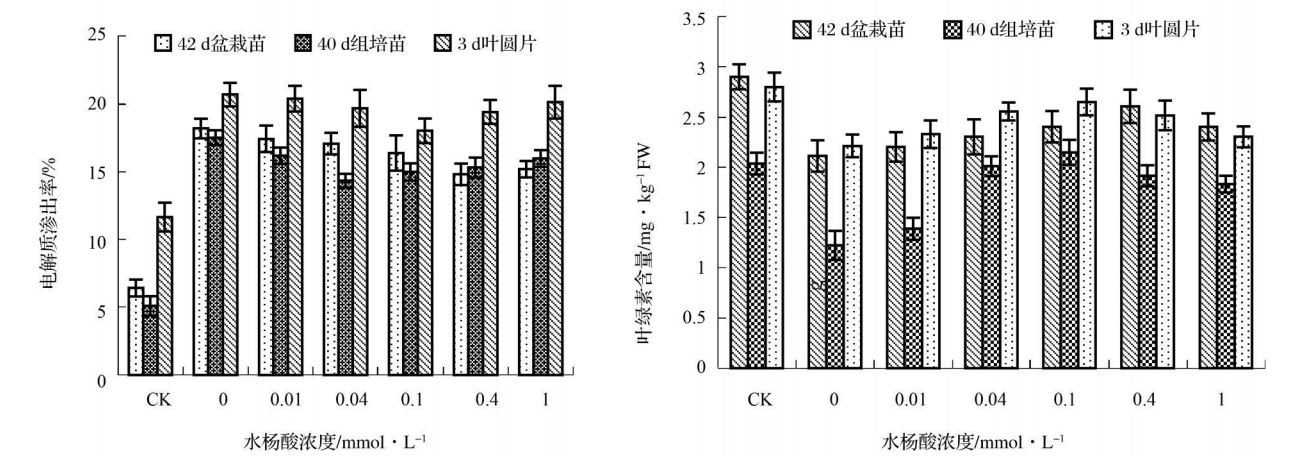 42 d盆栽苗 40 d组培苗 3 d叶圆片
25
20
15
10
5
0
电解质渗出率/%
CK 0 0.01 0.04 0.1 0.4 1
水杨酸浓度/mmol·L⁻¹
42 d盆栽苗 40 d组培苗 3 d叶圆片
3.5
3
2.5
2
1.5
1
0.5
0
叶绿素含量/mg·kg⁻¹ FW
g
CK 0 0.01 0.04 0.1 0.4 1
水杨酸浓度/mmol·L⁻¹